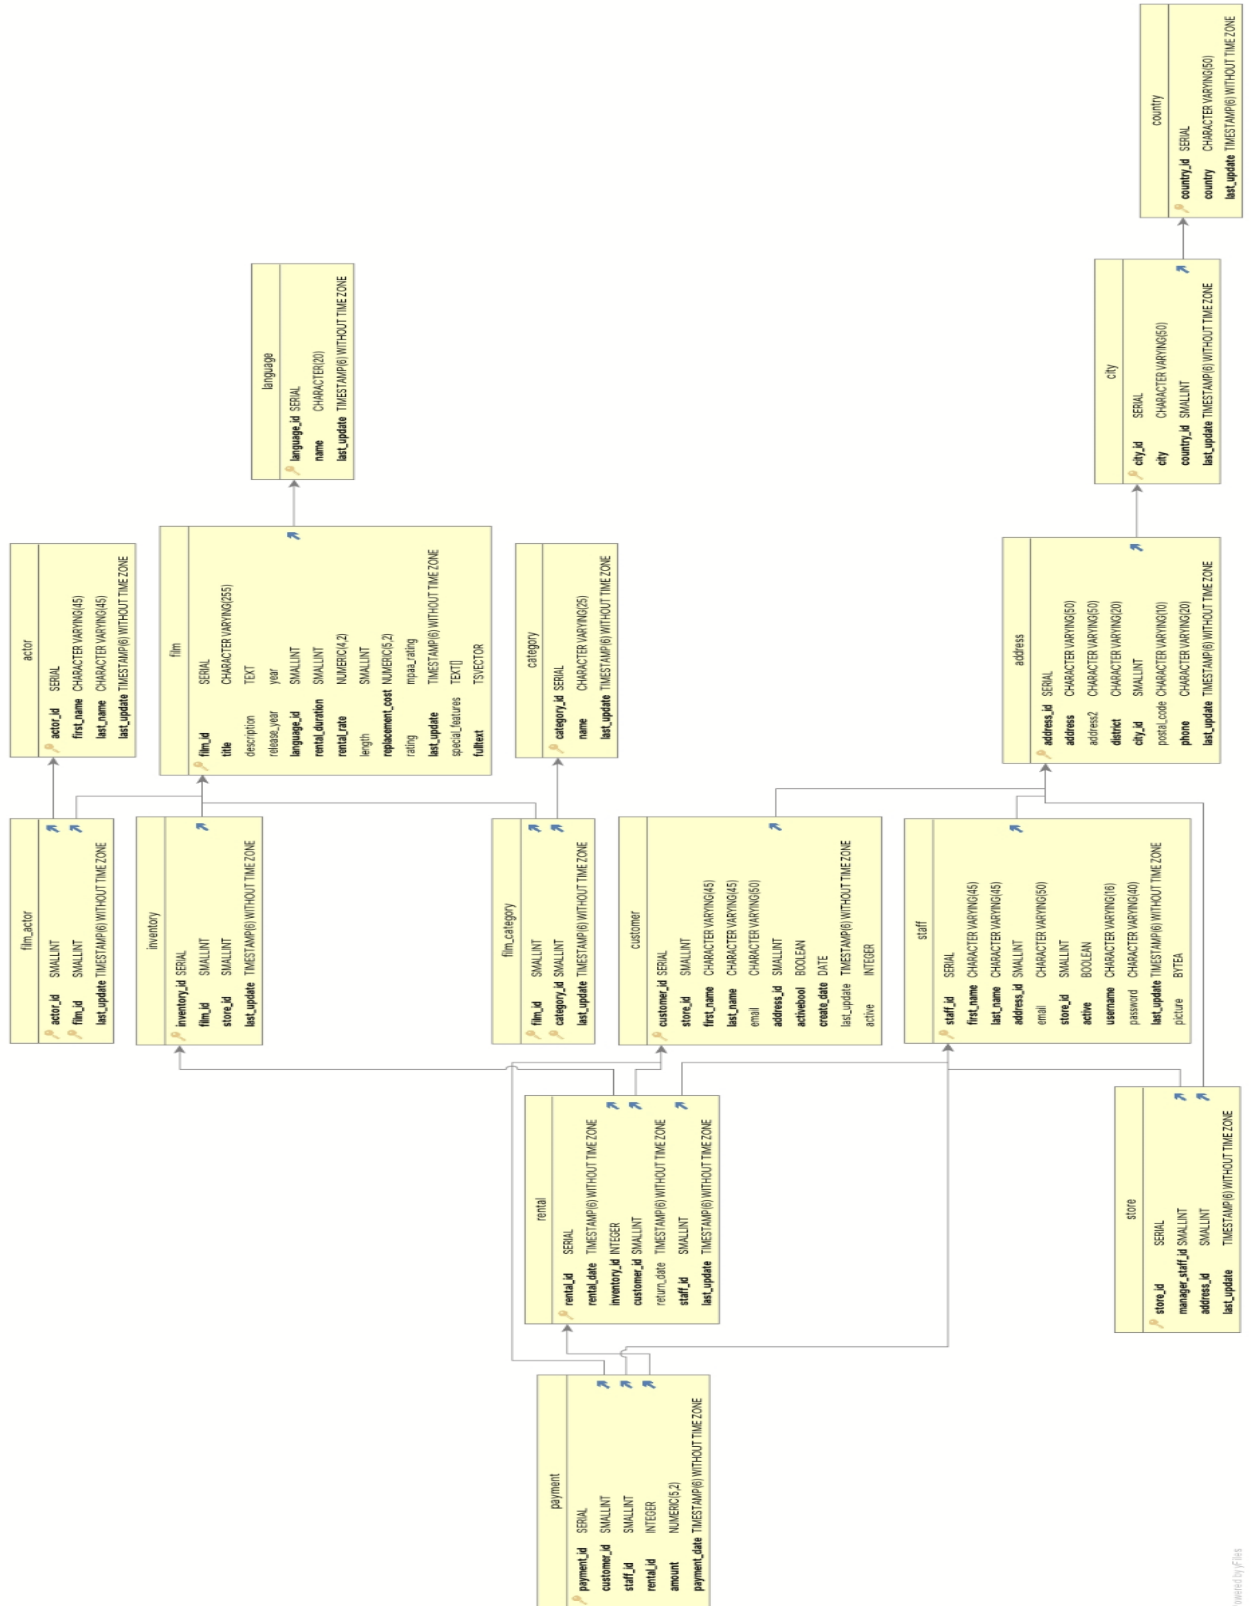 payment
payment_id SERIAL
customer_id SMALLINT
staff_id SMALLINT
rental_id INTEGER
amount NUMERIC(5,2)
payment_date TIMESTAMP(6) WITHOUT TIME ZONE
rental
rental_id SERIAL
rental_date TIMESTAMP(6) WITHOUT TIME ZONE
inventory_id INTEGER
customer_id SMALLINT
return_date TIMESTAMP(6) WITHOUT TIME ZONE
staff_id SMALLINT
last_update TIMESTAMP(6) WITHOUT TIME ZONE
store
store_id SERIAL
manager_staff_id SMALLINT
address_id SMALLINT
last_update TIMESTAMP(6) WITHOUT TIME ZONE
film_actor
actor_id SMALLINT
film_id SMALLINT
last_update TIMESTAMP(6) WITHOUT TIME ZONE
inventory
inventory_id SERIAL
film_id SMALLINT
store_id SMALLINT
last_update TIMESTAMP(6) WITHOUT TIME ZONE
film_category
film_id SMALLINT
category_id SMALLINT
last_update TIMESTAMP(6) WITHOUT TIME ZONE
customer
customer_id SERIAL
store_id SMALLINT
first_name CHARACTER VARYING(45)
last_name CHARACTER VARYING(45)
email CHARACTER VARYING(50)
address_id SMALLINT
activebool BOOLEAN
create_date DATE
last_update TIMESTAMP(6) WITHOUT TIME ZONE
active INTEGER
staff
staff_id SERIAL
first_name CHARACTER VARYING(45)
last_name CHARACTER VARYING(45)
address_id SMALLINT
email CHARACTER VARYING(50)
store_id SMALLINT
active BOOLEAN
username CHARACTER VARYING(16)
password CHARACTER VARYING(40)
last_update TIMESTAMP(6) WITHOUT TIME ZONE
picture BYTEA
actor
actor_id SERIAL
first_name CHARACTER VARYING(45)
last_name CHARACTER VARYING(45)
last_update TIMESTAMP(6) WITHOUT TIME ZONE
film
film_id SERIAL
title CHARACTER VARYING(255)
description TEXT
release_year year
language_id SMALLINT
rental_duration SMALLINT
rental_rate NUMERIC(4,2)
length SMALLINT
replacement_cost NUMERIC(5,2)
rating mpaa_rating
last_update TIMESTAMP(6) WITHOUT TIME ZONE
special_features TEXT[]
fulltext TSVECTOR
category
category_id SERIAL
name CHARACTER VARYING(25)
last_update TIMESTAMP(6) WITHOUT TIME ZONE
address
address_id SERIAL
address CHARACTER VARYING(50)
address2 CHARACTER VARYING(50)
district CHARACTER VARYING(20)
city_id SMALLINT
postal_code CHARACTER VARYING(10)
phone CHARACTER VARYING(20)
last_update TIMESTAMP(6) WITHOUT TIME ZONE
language
language_id SERIAL
name CHARACTER(20)
last_update TIMESTAMP(6) WITHOUT TIME ZONE
city
city_id SERIAL
city CHARACTER VARYING(50)
country_id SMALLINT
last_update TIMESTAMP(6) WITHOUT TIME ZONE
country
country_id SERIAL
country CHARACTER VARYING(50)
last_update TIMESTAMP(6) WITHOUT TIME ZONE
by yFiles